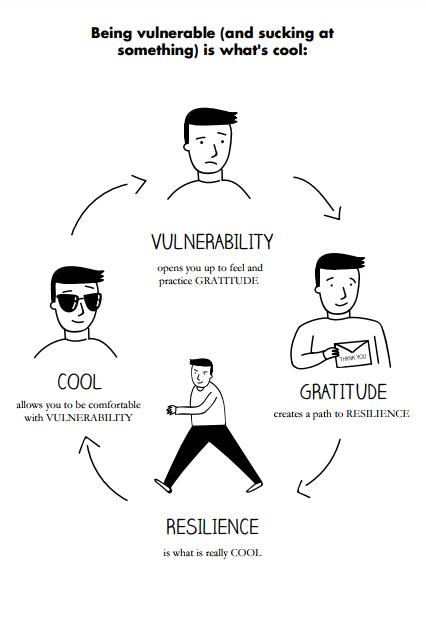 Being vulnerable (and sucking at
something) is what's cool:
VULNERABILITY
opens you up to feel and
practice GRATITUDE
THANK YOU
GRATITUDE
creates a path to RESILIENCE
RESILIENCE
is what is really COOL
COOL
allows you to be comfortable
with VULNERABILITY